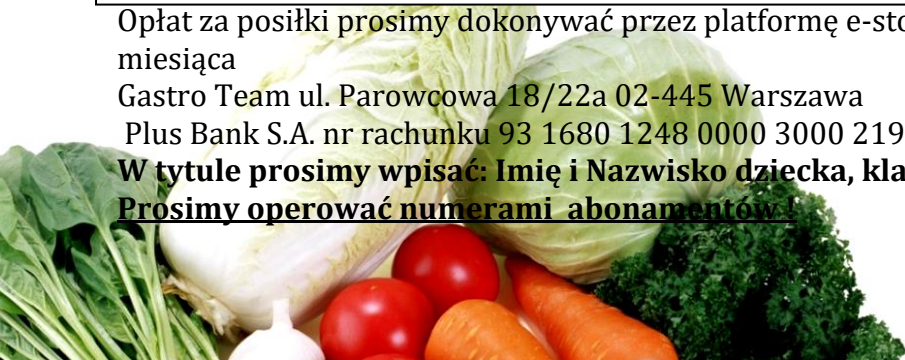 Opłat za posiłki prosimy dokonywać przez platformę e-sto
miesiąca
Gastro Team ul. Parowcowa 18/22a 02-445 Warszawa
Plus Bank S.A. nr rachunku 93 1680 1248 0000 3000 219
W tytule prosimy wpisać: Imię i Nazwisko dziecka, kla
Prosimy operować numerami abonamentów !